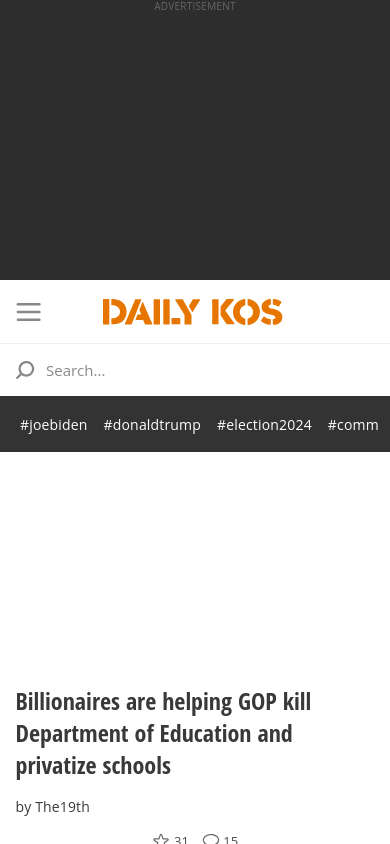 ADVERTISEMENT
DAILY KOS
Search...
#joebiden #donaldtrump #election2024 #comm
Billionaires are helping GOP kill
Department of Education and
privatize schools
by The19th
31 15